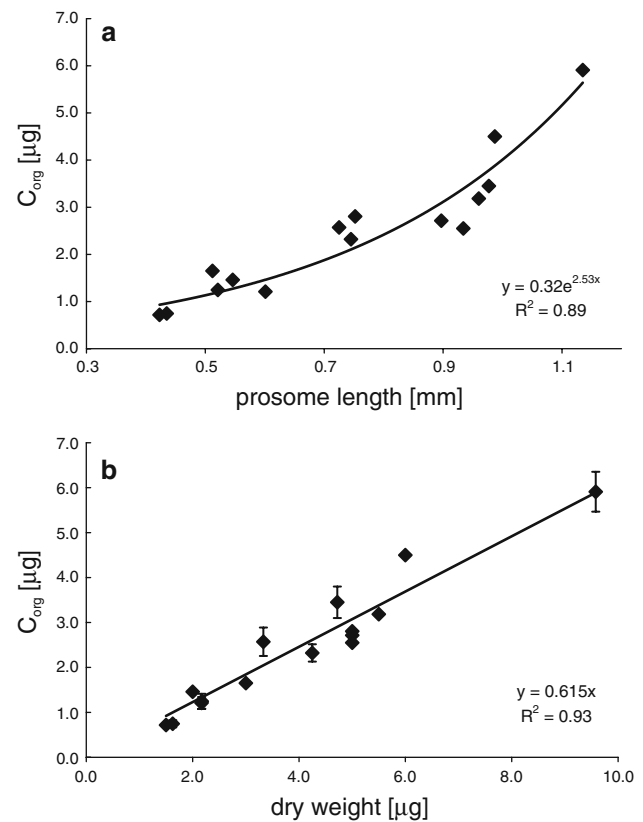 a
7.0
6.0
5.0
4.0
3.0
2.0
1.0
0.0
C_org [µg]
y = 0.32e^2.53x
R² = 0.89
0.3 0.5 0.7 0.9 1.1
prosome length [mm]
b
7.0
6.0
5.0
4.0
3.0
2.0
1.0
0.0
C_org [µg]
y = 0.615x
R² = 0.93
0.0 2.0 4.0 6.0 8.0 10.0
dry weight [µg]